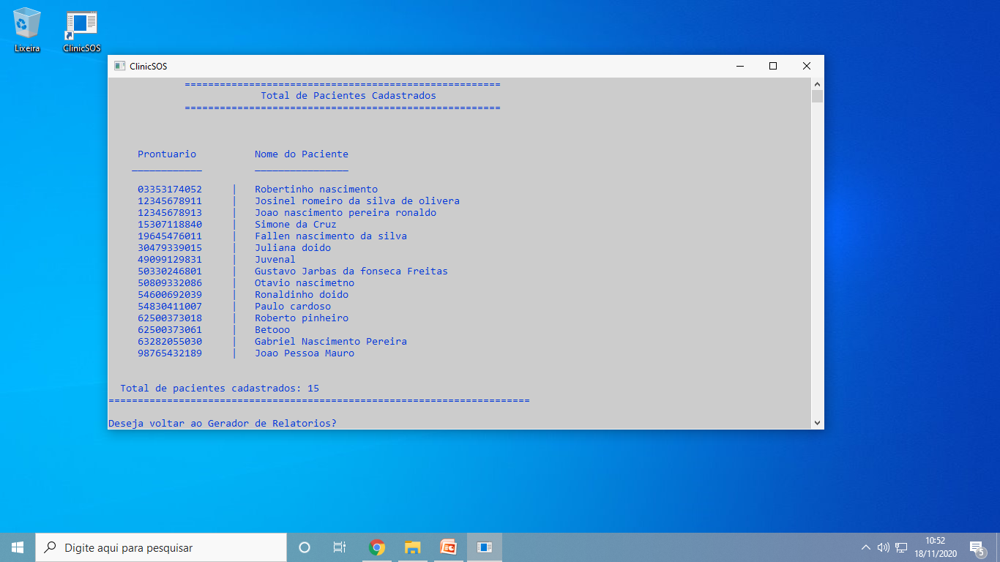 Lixeira
ClinicSOS
ClinicSOS
======================================================
Total de Pacientes Cadastrados
======================================================
Prontuario Nome do Paciente
____________ ________________
03353174052 | Robertinho nascimento
12345678911 | Josinel romeiro da silva de olivera
12345678913 | Joao nascimento pereira ronaldo
15307118840 | Simone da Cruz
19645476011 | Fallen nascimento da silva
30479339015 | Juliana doido
49099129831 | Juvenal
50330246801 | Gustavo Jarbas da fonseca Freitas
50809332086 | Otavio nascimetno
54600692039 | Ronaldinho doido
54830411007 | Paulo cardoso
62500373018 | Roberto pinheiro
62500373061 | Betooo
63282055030 | Gabriel Nascimento Pereira
98765432189 | Joao Pessoa Mauro
Total de pacientes cadastrados: 15
========================================================================
Deseja voltar ao Gerador de Relatorios?
Digite aqui para pesquisar
10:52
18/11/2020
5